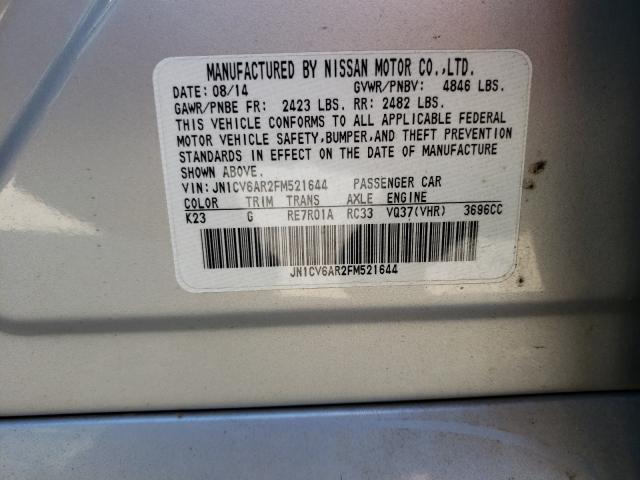 MANUFACTURED BY NISSAN MOTOR CO.,LTD.
DATE: 08/14 GVWR/PNBV: 4846 LBS.
GAWR/PNBE FR: 2423 LBS. RR: 2482 LBS.
THIS VEHICLE CONFORMS TO ALL APPLICABLE FEDERAL
MOTOR VEHICLE SAFETY,BUMPER,AND THEFT PREVENTION
STANDARDS IN EFFECT ON THE DATE OF MANUFACTURE
SHOWN ABOVE.
VIN: JN1CV6AR2FM521644 PASSENGER CAR
COLOR TRIM TRANS AXLE ENGINE
K23 G RE7R01A RC33 VQ37(VHR) 3696CC
JN1CV6AR2FM521644